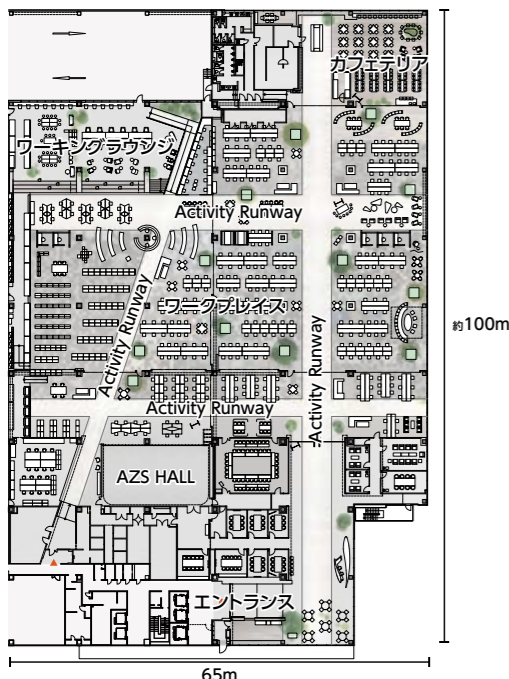 カフェテリア
ワーキングラウンジ
Activity Runway
ワークプレイス
Activity Runway
Activity Runway
Activity Runway
約100m
AZS HALL
エントランス
65m